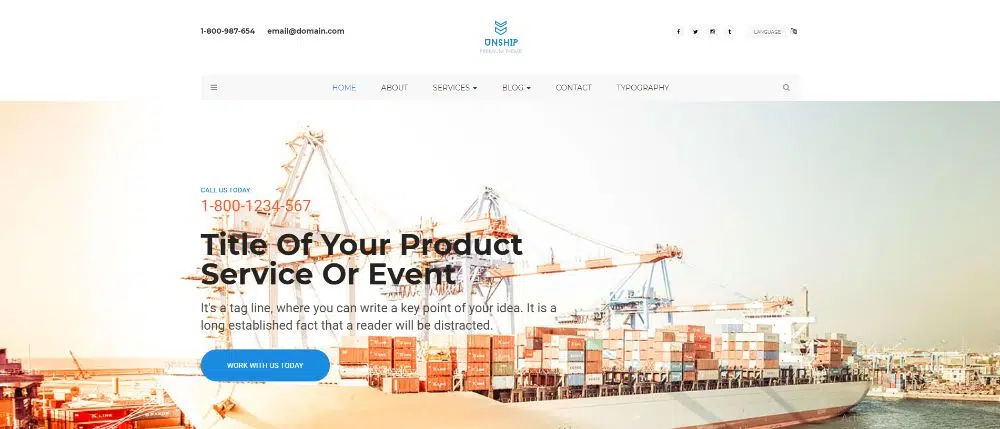 1-800-987-654 email@domain.com
UNSHIP
PREMIUM THEME
LANGUAGE
HOME ABOUT SERVICES BLOG CONTACT TYPOGRAPHY
CALL US TODAY
1-800-1234-567
Title Of Your Product
Service Or Event
It's a tag line, where you can write a key point of your idea. It is a
long established fact that a reader will be distracted.
WORK WITH US TODAY
K LINE